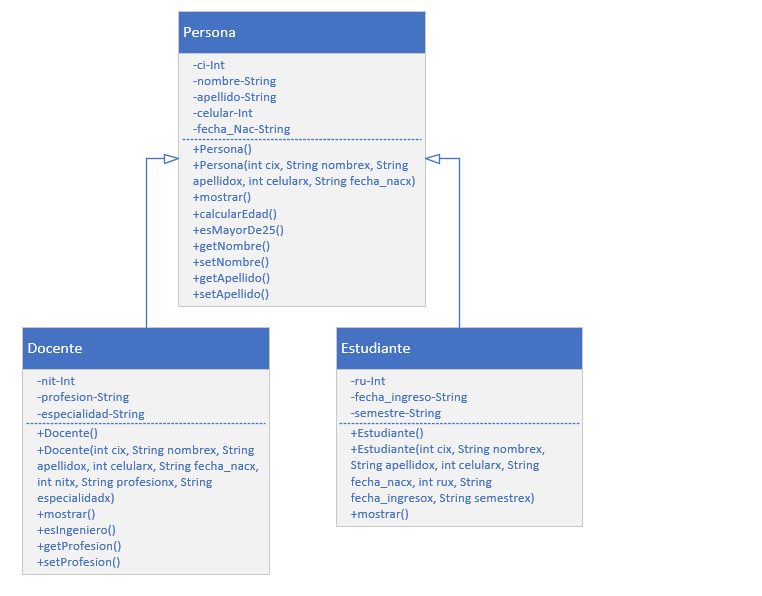 Persona
-ci-Int
-nombre-String
-apellido-String
-celular-Int
-fecha_Nac-String
+Persona()
+Persona(int cix, String nombrex, String
apellidox, int celularx, String fecha_nacx)
+mostrar()
+calcularEdad()
+esMayorDe25()
+getNombre()
+setNombre()
+getApellido()
+setApellido()
Docente
-nit-Int
-profesion-String
-especialidad-String
+Docente()
+Docente(int cix, String nombrex, String
apellidox, int celularx, String fecha_nacx,
int nitx, String profesionx, String
especialidadx)
+mostrar()
+esIngeniero()
+getProfesion()
+setProfesion()
Estudiante
-ru-Int
-fecha_ingreso-String
-semestre-String
+Estudiante()
+Estudiante(int cix, String nombrex,
String apellidox, int celularx, String
fecha_nacx, int rux, String
fecha_ingresox, String semestrex)
+mostrar()